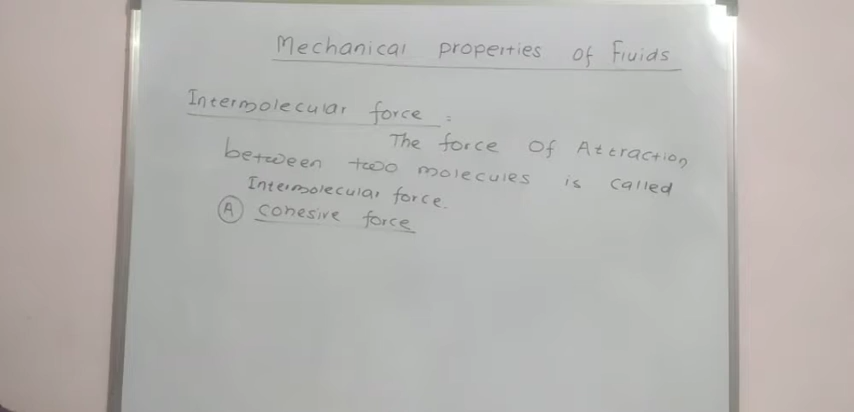 Mechanical properties of Fluids
Intermolecular force :
The force of Attraction
between two molecules is called
Intermolecular force.
(A) cohesive force